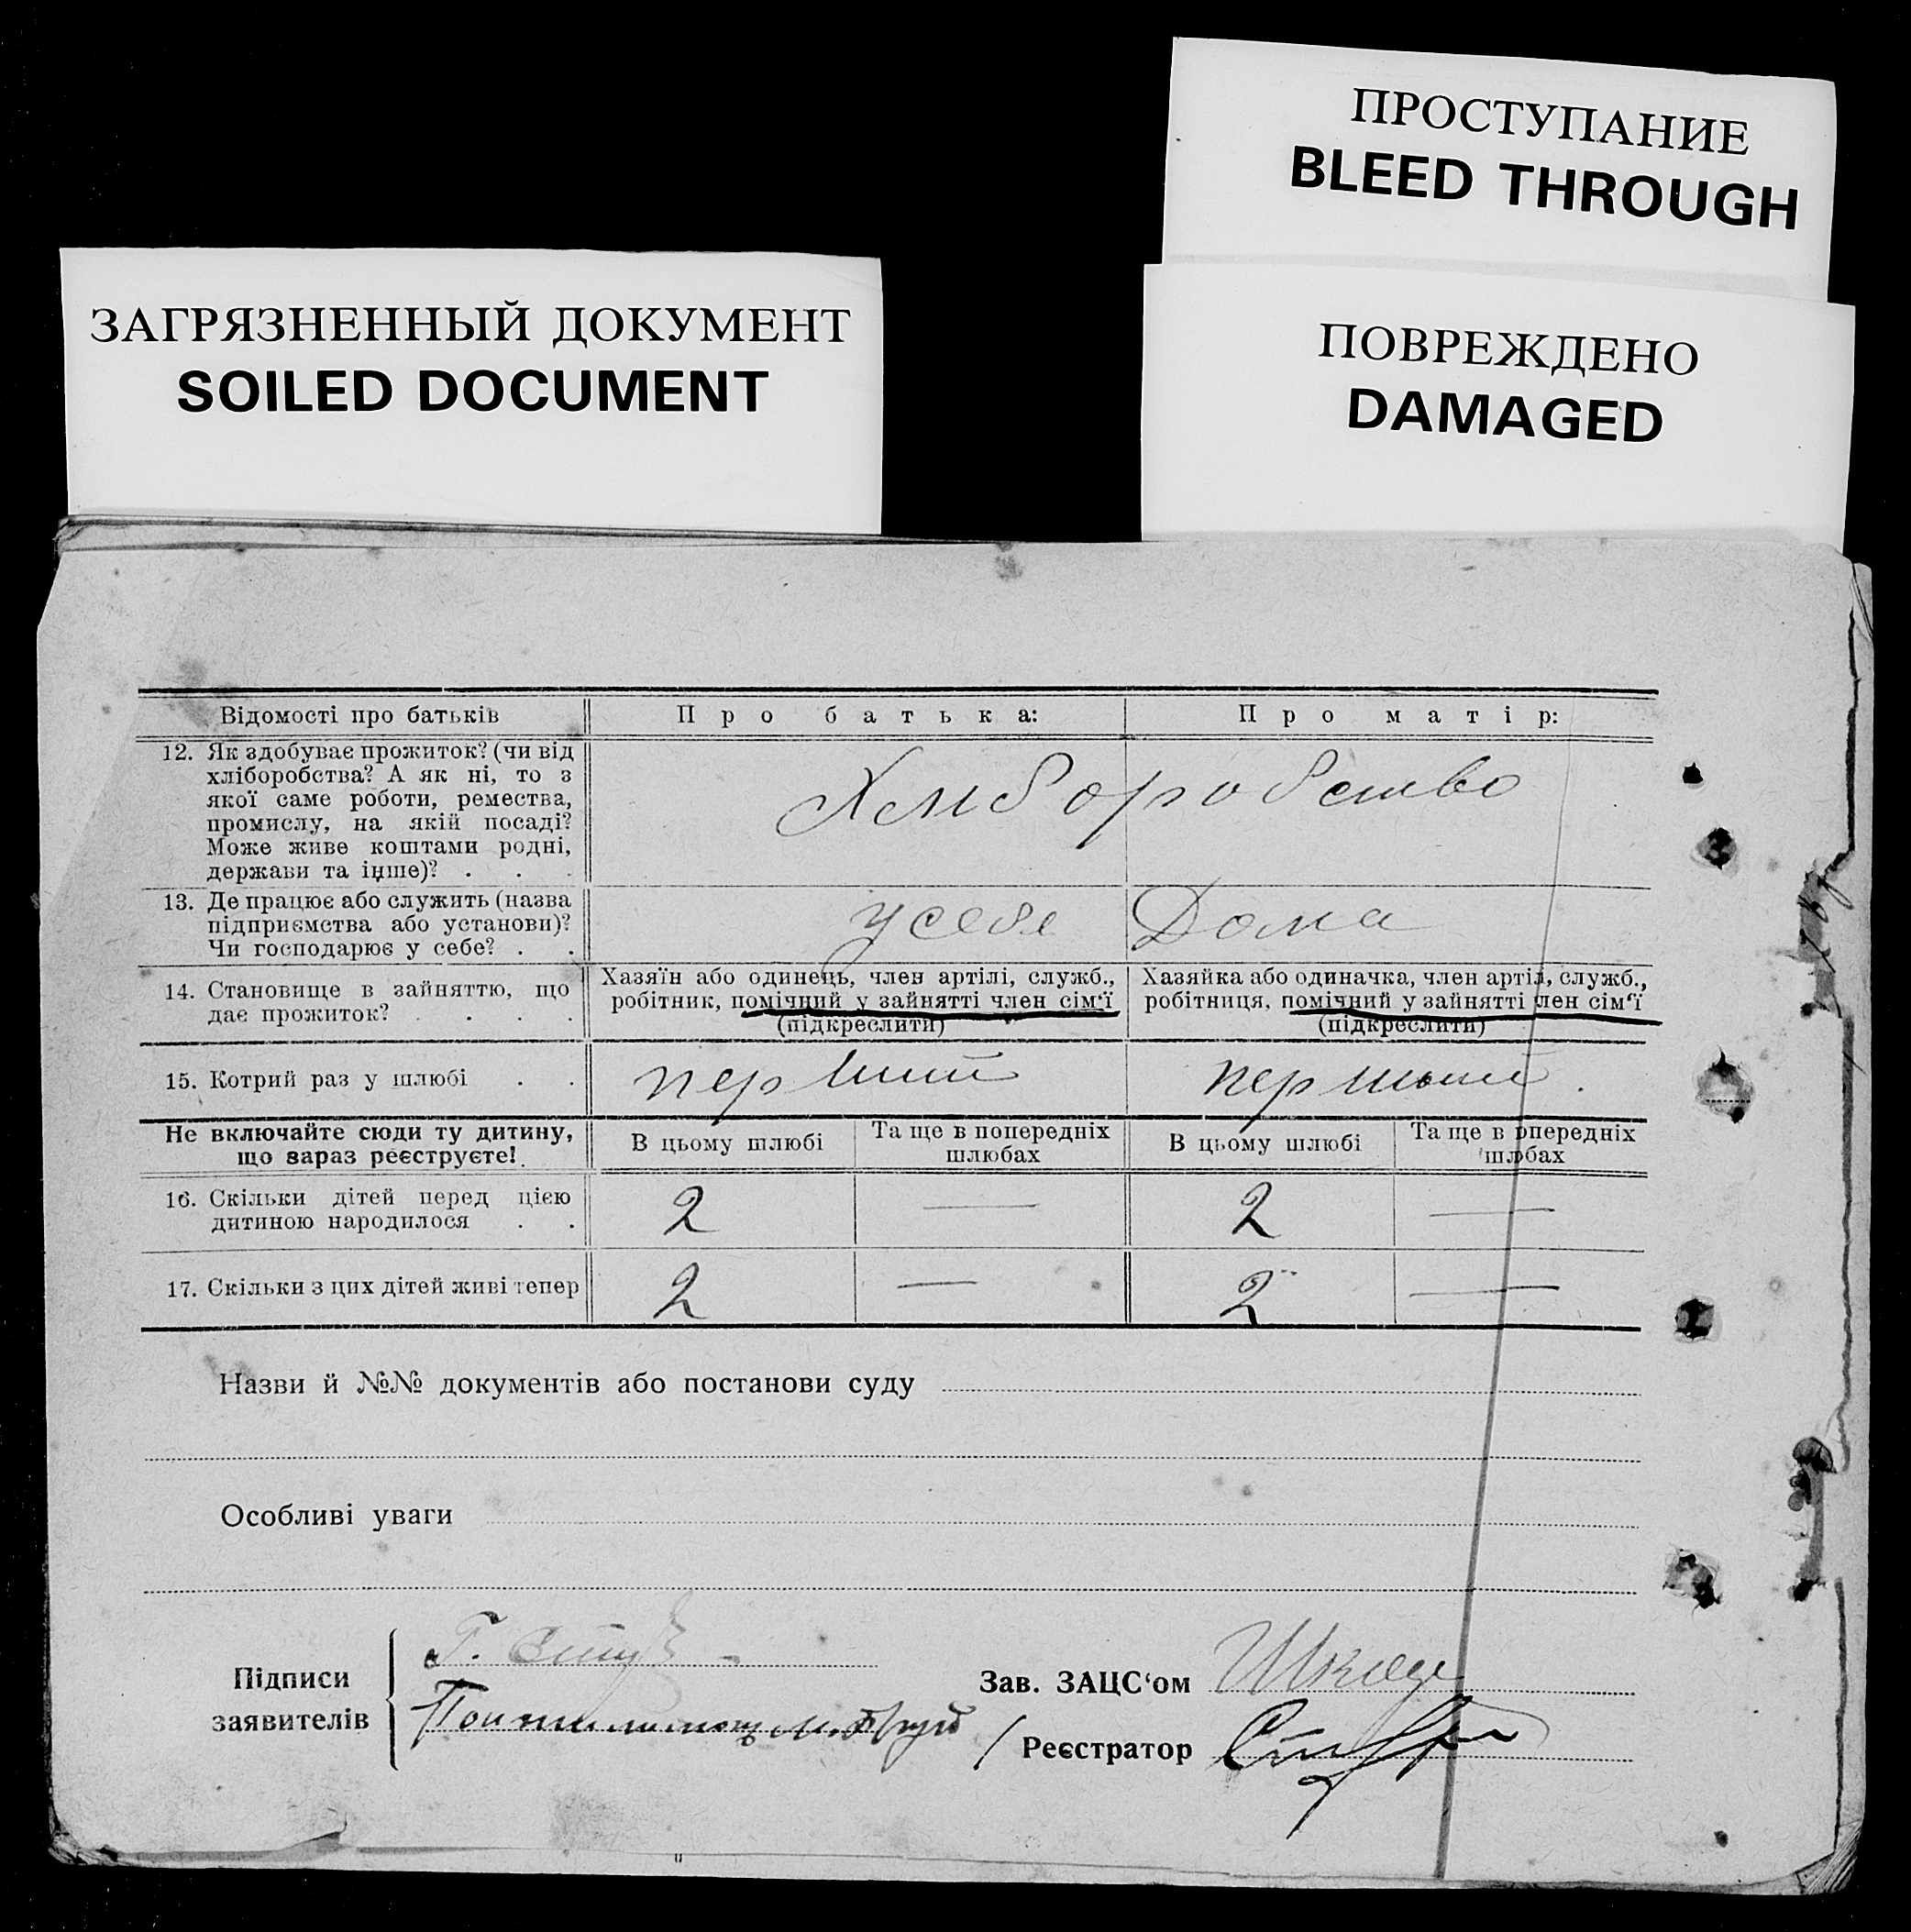 ПРОСТУПАНИЕ
BLEED THROUGH
ЗАГРЯЗНЕННЫЙ ДОКУМЕНТ
SOILED DOCUMENT
ПОВРЕЖДЕНО
DAMAGED
Відомості про батьків
Про батька:
Про матір:
12. Як здобуває прожиток? (чи від
хліборобства? А як ні, то з
якої саме роботи, ремества,
промислу, на якій посаді?
Може живе коштами родні,
держави та інше)? . . .
Хліборобство
13. Де працює або служить (назва
підприємства або установи)?
Чи господарює у себе? . .
у себе Дома
14. Становище в зайняттю, що
дає прожиток? . . . .
Хазяїн або одинець, член артілі, служб.,
робітник, помічний у зайнятті член сім'ї
(підкреслити)
Хазяйка або одиначка, член артіл, служб.,
робітниця, помічний у зайнятті член сім'ї
(підкреслити)
15. Котрий раз у шлюбі . .
перший
перший
Не включайте сюди ту дитину,
що зараз реєструєте!
В цьому шлюбі
Та ще в попередніх
шлюбах
В цьому шлюбі
Та ще в опередніх
шлюбах
16. Скільки дітей перед цією
дитиною народилося . .
2 — 2 —
17. Скільки з цих дітей живі тепер
2 — 2 —
Назви й №№ документів або постанови суду
Особливі уваги
Підписи
заявителів
Г.
Зав. ЗАЦС'ом
Реєстратор